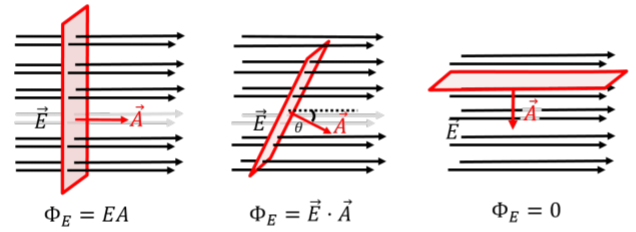 E⃗
A⃗
Φ_E = EA
E⃗
θ
A⃗
Φ_E = E⃗ · A⃗
E⃗
A⃗
Φ_E = 0